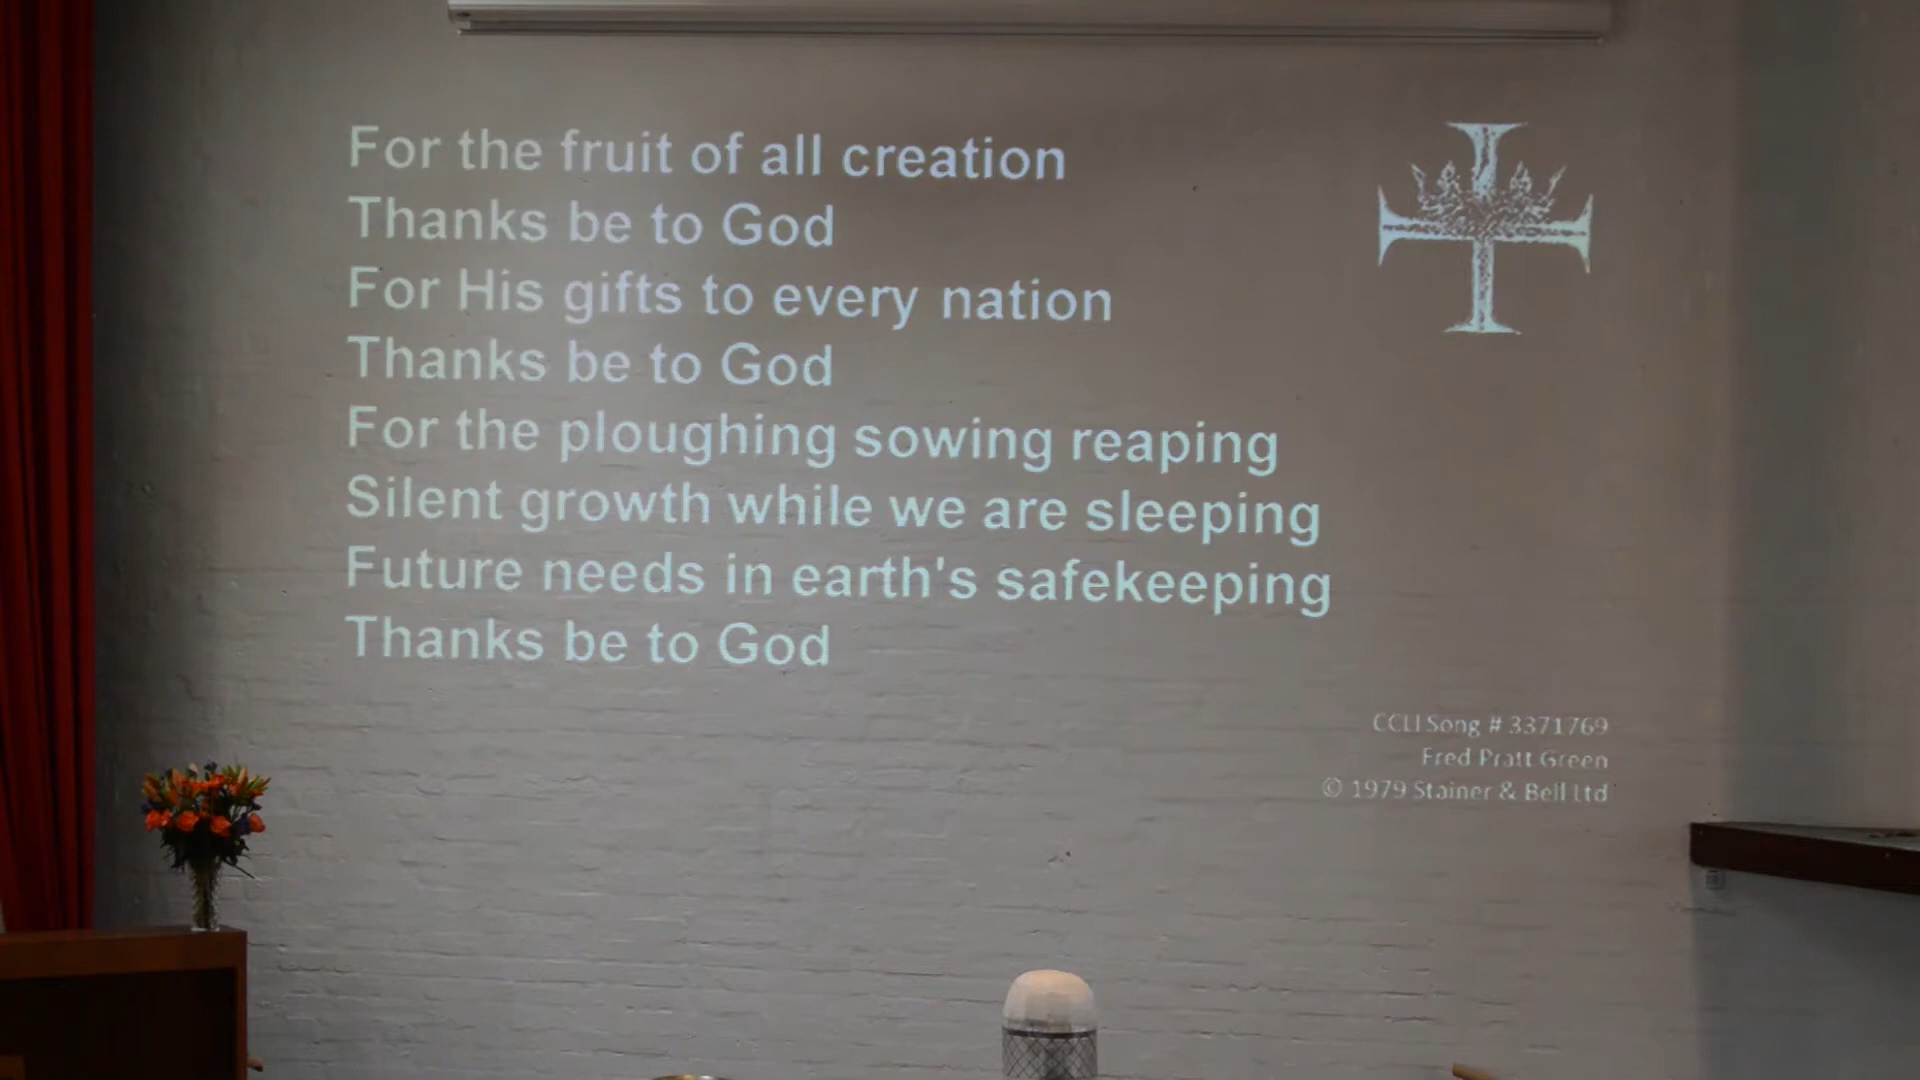 For the fruit of all creation
Thanks be to God
For His gifts to every nation
Thanks be to God
For the ploughing sowing reaping
Silent growth while we are sleeping
Future needs in earth's safekeeping
Thanks be to God
CCLI Song # 3371769
Fred Pratt Green
© 1979 Stainer & Bell Ltd